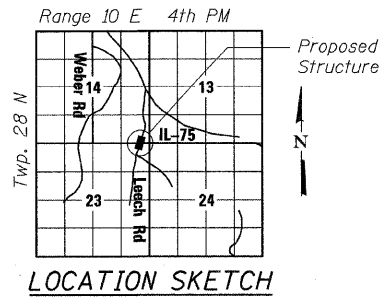 Range 10 E 4th PM
Proposed
Structure
Twp. 28 N
Weber Rd
14
13
IL-75
N
23
Leech Rd
24
LOCATION SKETCH